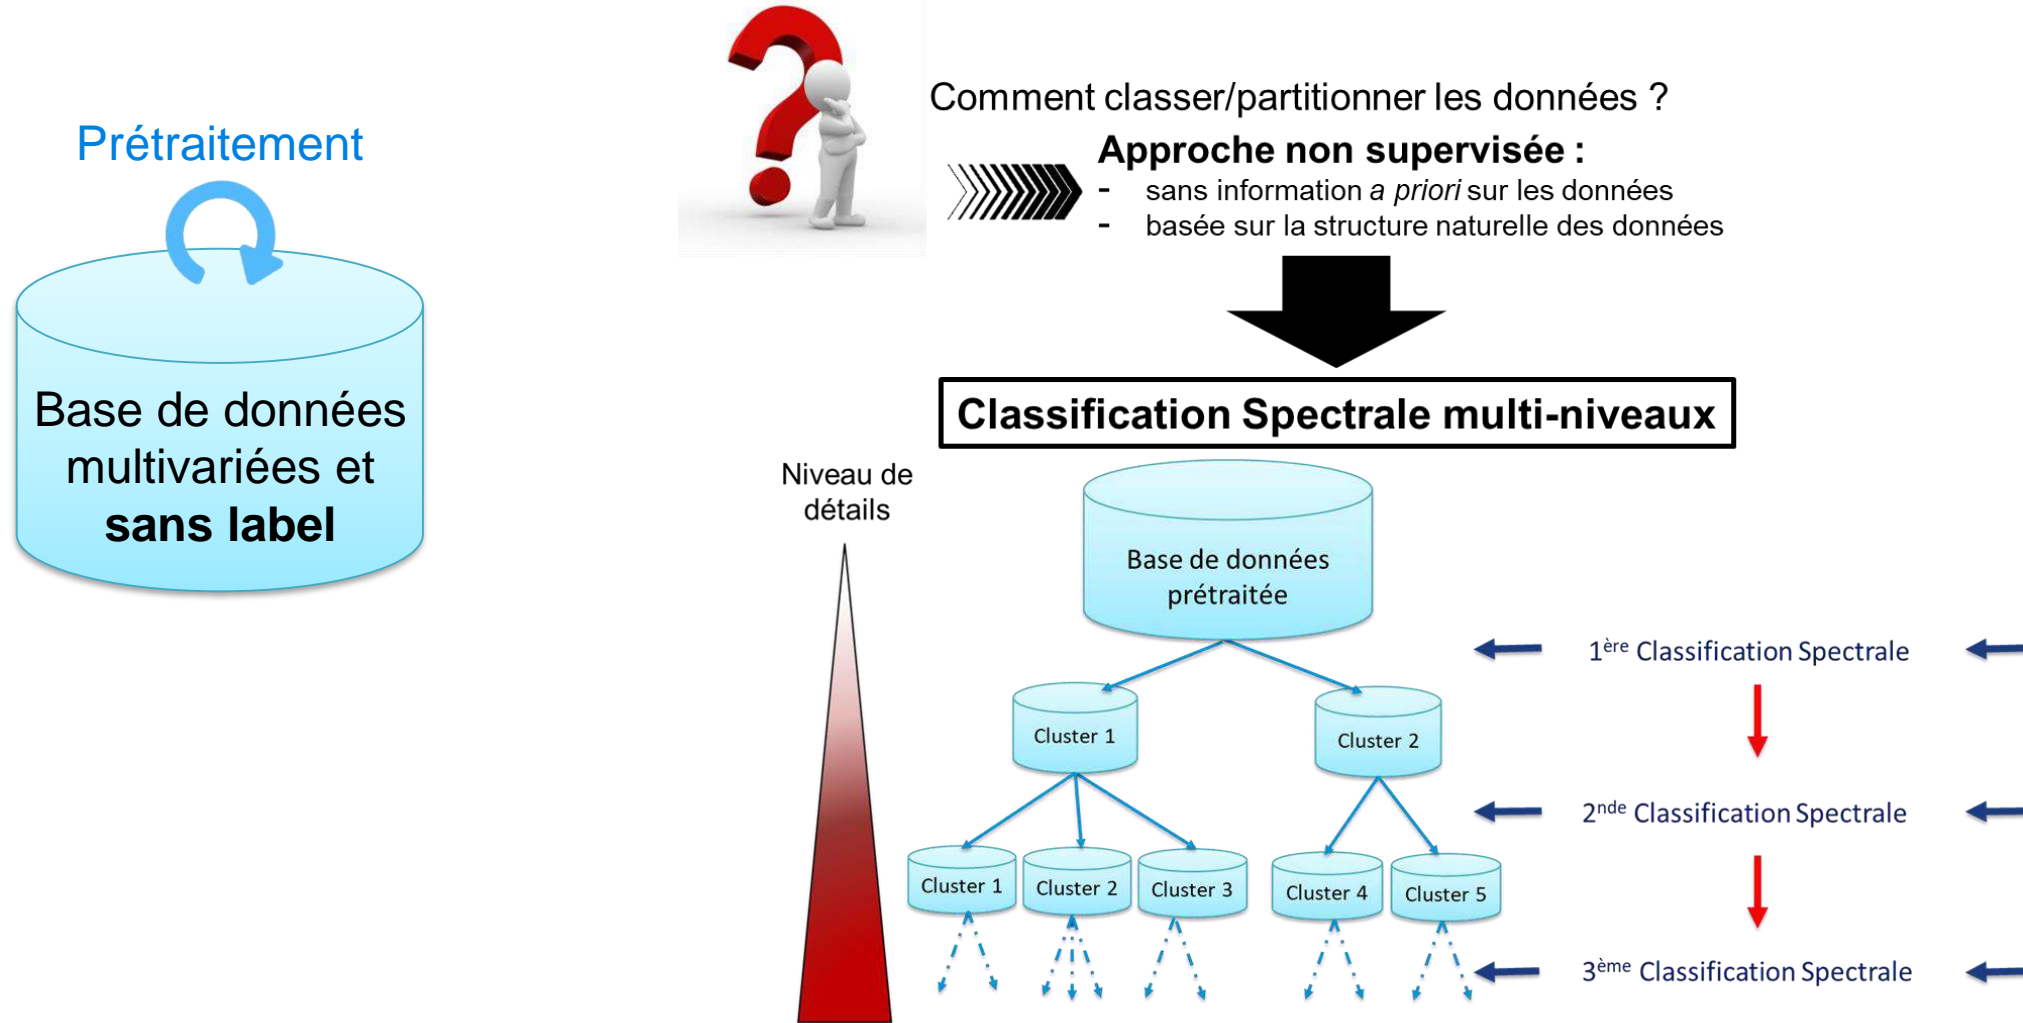 Prétraitement
Base de données
multivariées et
sans label
Comment classer/partitionner les données ?
Approche non supervisée :
- sans information a priori sur les données
- basée sur la structure naturelle des données
Classification Spectrale multi-niveaux
Niveau de
détails
Base de données
prétraitée
1ère Classification Spectrale
Cluster 1
Cluster 2
2nde Classification Spectrale
Cluster 1
Cluster 2
Cluster 3
Cluster 4
Cluster 5
3ème Classification Spectrale